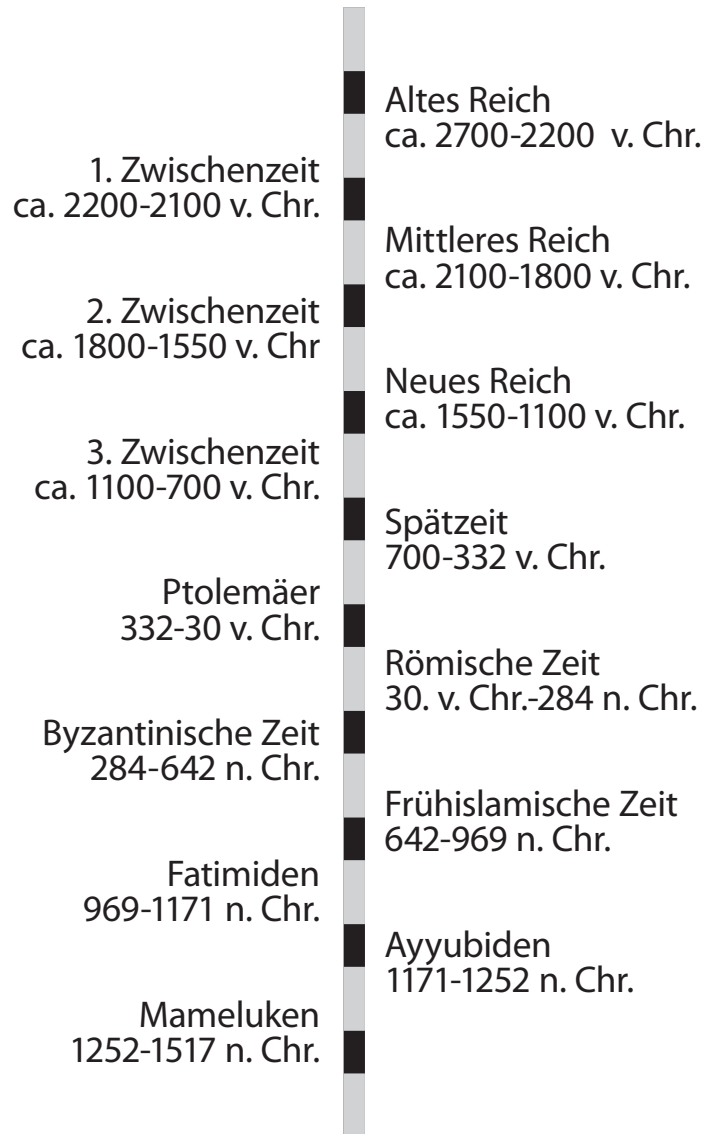 Altes Reich
ca. 2700-2200 v. Chr.
1. Zwischenzeit
ca. 2200-2100 v. Chr.
Mittleres Reich
ca. 2100-1800 v. Chr.
2. Zwischenzeit
ca. 1800-1550 v. Chr
Neues Reich
ca. 1550-1100 v. Chr.
3. Zwischenzeit
ca. 1100-700 v. Chr.
Spätzeit
700-332 v. Chr.
Ptolemäer
332-30 v. Chr.
Römische Zeit
30. v. Chr.-284 n. Chr.
Byzantinische Zeit
284-642 n. Chr.
Frühislamische Zeit
642-969 n. Chr.
Fatimiden
969-1171 n. Chr.
Ayyubiden
1171-1252 n. Chr.
Mameluken
1252-1517 n. Chr.